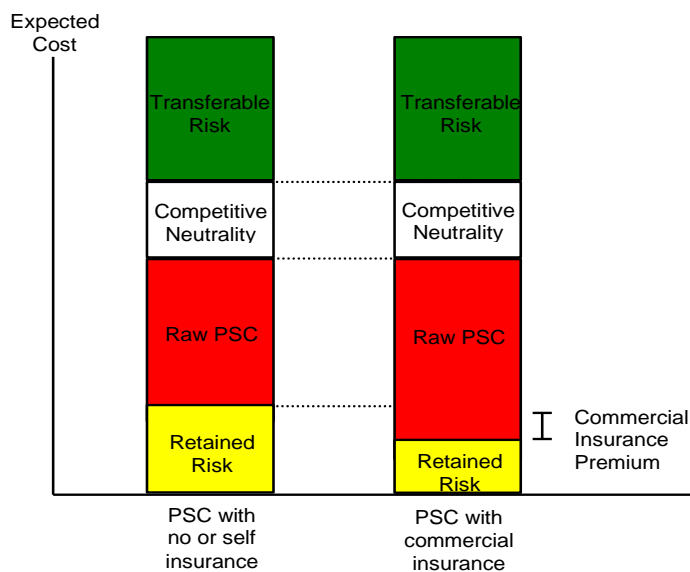 Expected
Cost
Transferable
Risk
Competitive
Neutrality
Raw PSC
Retained
Risk
Transferable
Risk
Competitive
Neutrality
Raw PSC
Retained
Risk
Commercial
Insurance
Premium
PSC with
no or self
insurance
PSC with
commercial
insurance